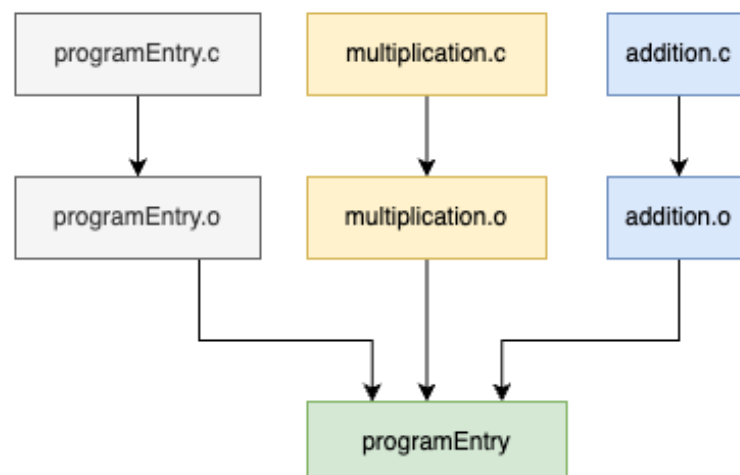 programEntry.c
multiplication.c
addition.c
programEntry.o
multiplication.o
addition.o
programEntry